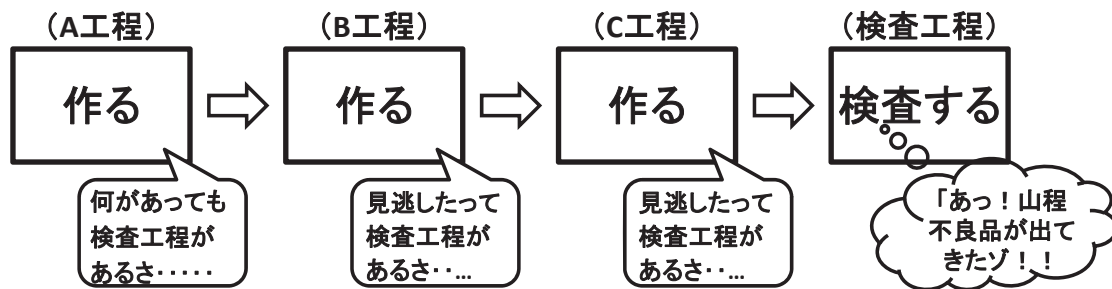 （A工程）
（B工程）
（C工程）
（検査工程）
作る
作る
作る
検査する
何があっても
検査工程が
あるさ・・・・・
見逃したって
検査工程が
あるさ・・...
見逃したって
検査工程が
あるさ・・...
「あっ！山程
不良品が出て
きたゾ！！